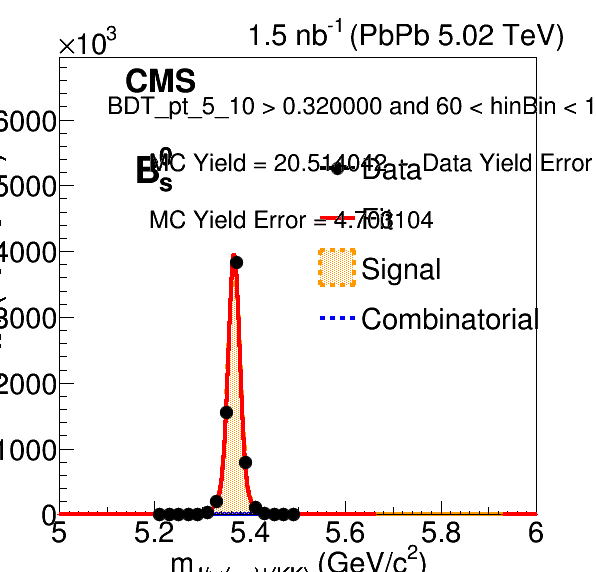 ×10³ 1.5 nb⁻¹ (PbPb 5.02 TeV)
CMS
BDT_pt_5_10 > 0.320000 and 60 < hinBin < 1
B⁰s
MC Yield = 20.514042 Data Yield Error
Data
MC Yield Error = 4.703104
Fit
Signal
Combinatorial
6000
5000
4000
3000
2000
1000
0
5 5.2 5.4 5.6 5.8 6
m (GeV/c²)